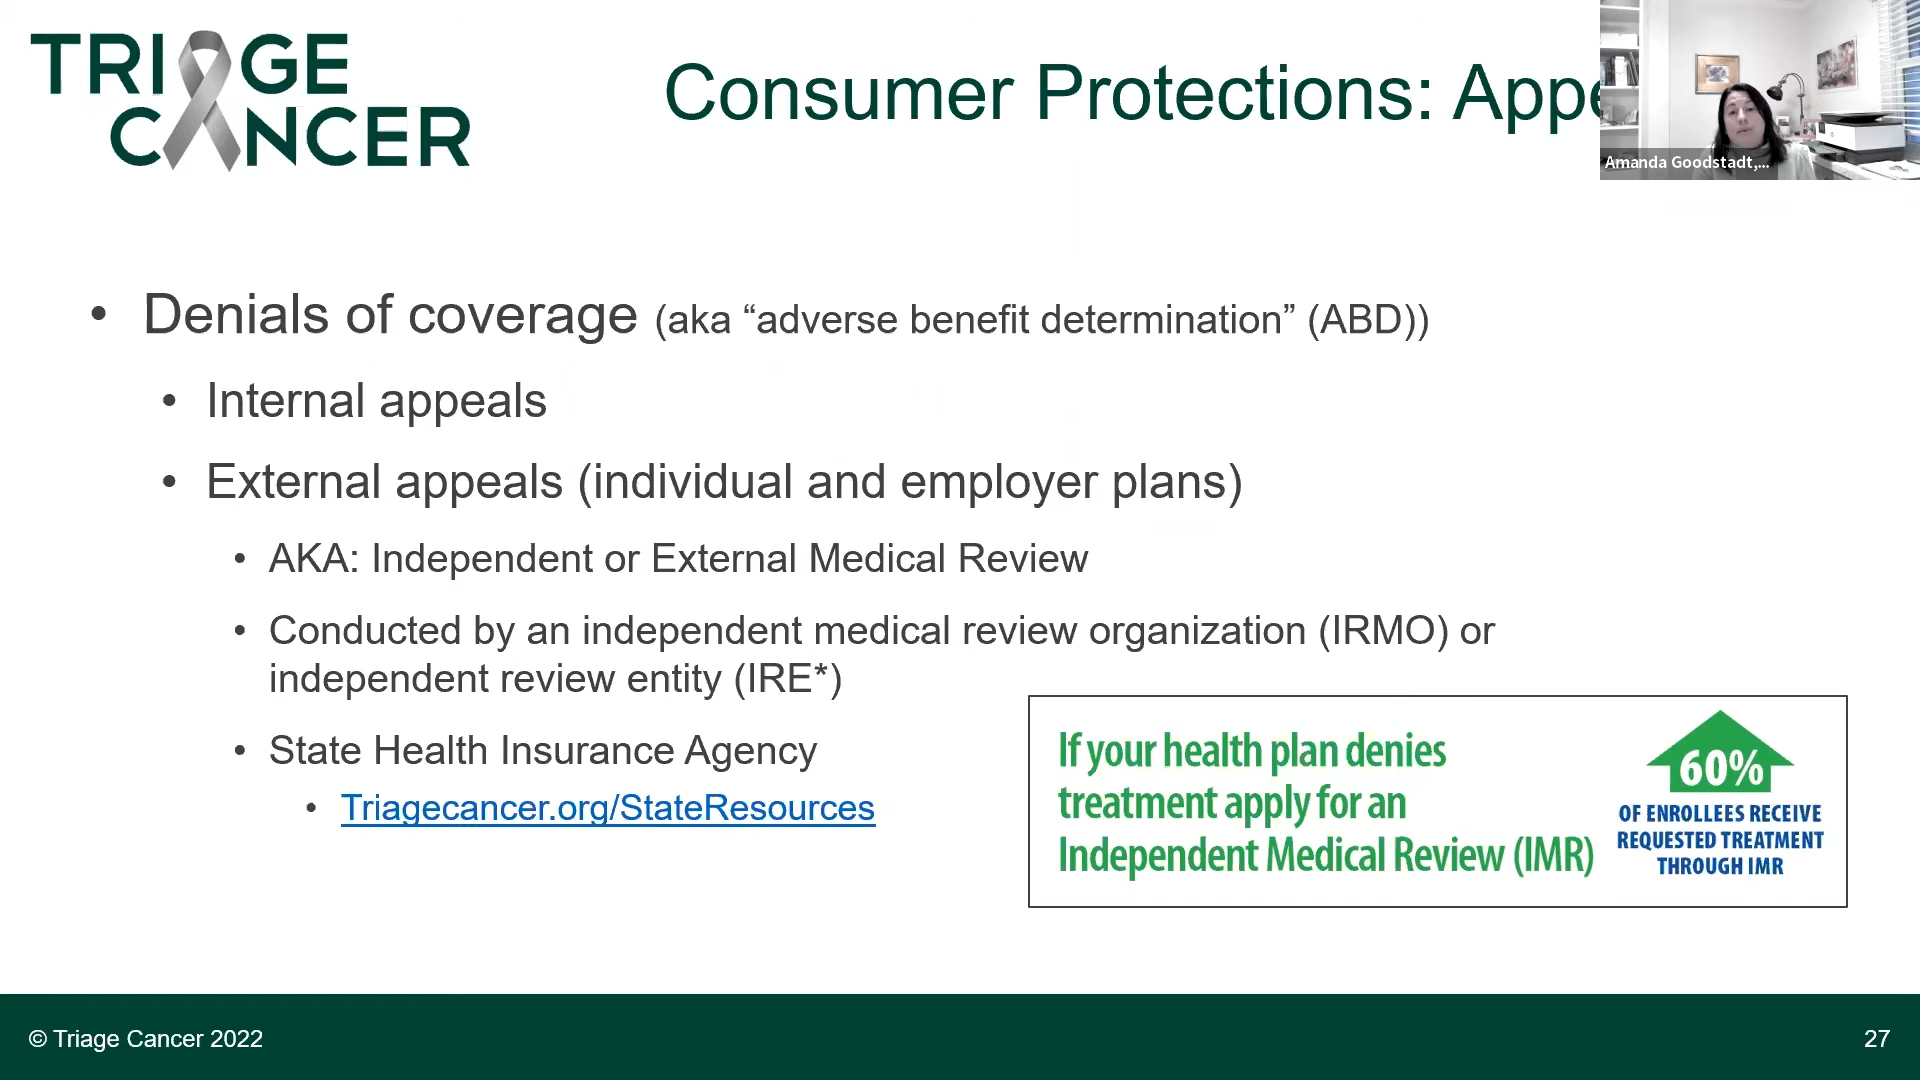 TRIAGE
CANCER
Consumer Protections: Appe
Amanda Goodstadt,...
• Denials of coverage (aka “adverse benefit determination” (ABD))
• Internal appeals
• External appeals (individual and employer plans)
• AKA: Independent or External Medical Review
• Conducted by an independent medical review organization (IRMO) or
independent review entity (IRE*)
• State Health Insurance Agency
• Triagecancer.org/StateResources
If your health plan denies
treatment apply for an
Independent Medical Review (IMR)
60%
OF ENROLLEES RECEIVE
REQUESTED TREATMENT
THROUGH IMR
© Triage Cancer 2022
27